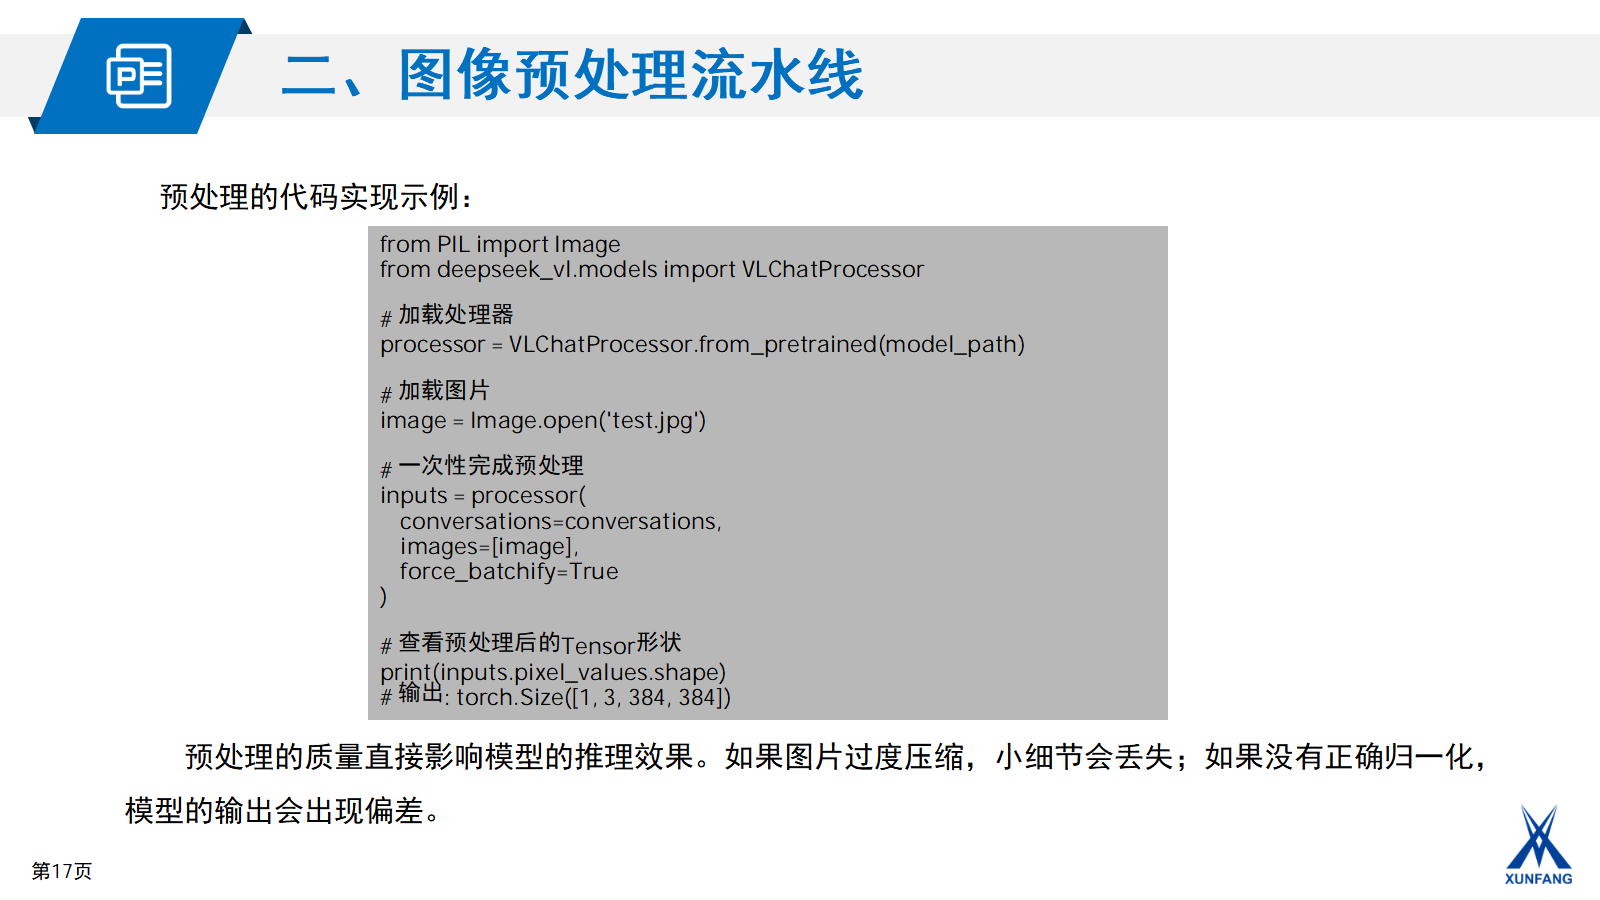 二、图像预处理流水线
预处理的代码实现示例：
from PIL import Image
from deepseek_vl.models import VLChatProcessor
# 加载处理器
processor = VLChatProcessor.from_pretrained(model_path)
# 加载图片
image = Image.open('test.jpg')
# 一次性完成预处理
inputs = processor(
conversations=conversations,
images=[image],
force_batchify=True
)
# 查看预处理后的Tensor形状
print(inputs.pixel_values.shape)
# 输出: torch.Size([1, 3, 384, 384])
预处理的质量直接影响模型的推理效果。如果图片过度压缩，小细节会丢失；如果没有正确归一化，
模型的输出会出现偏差。
第17页
XUNFANG